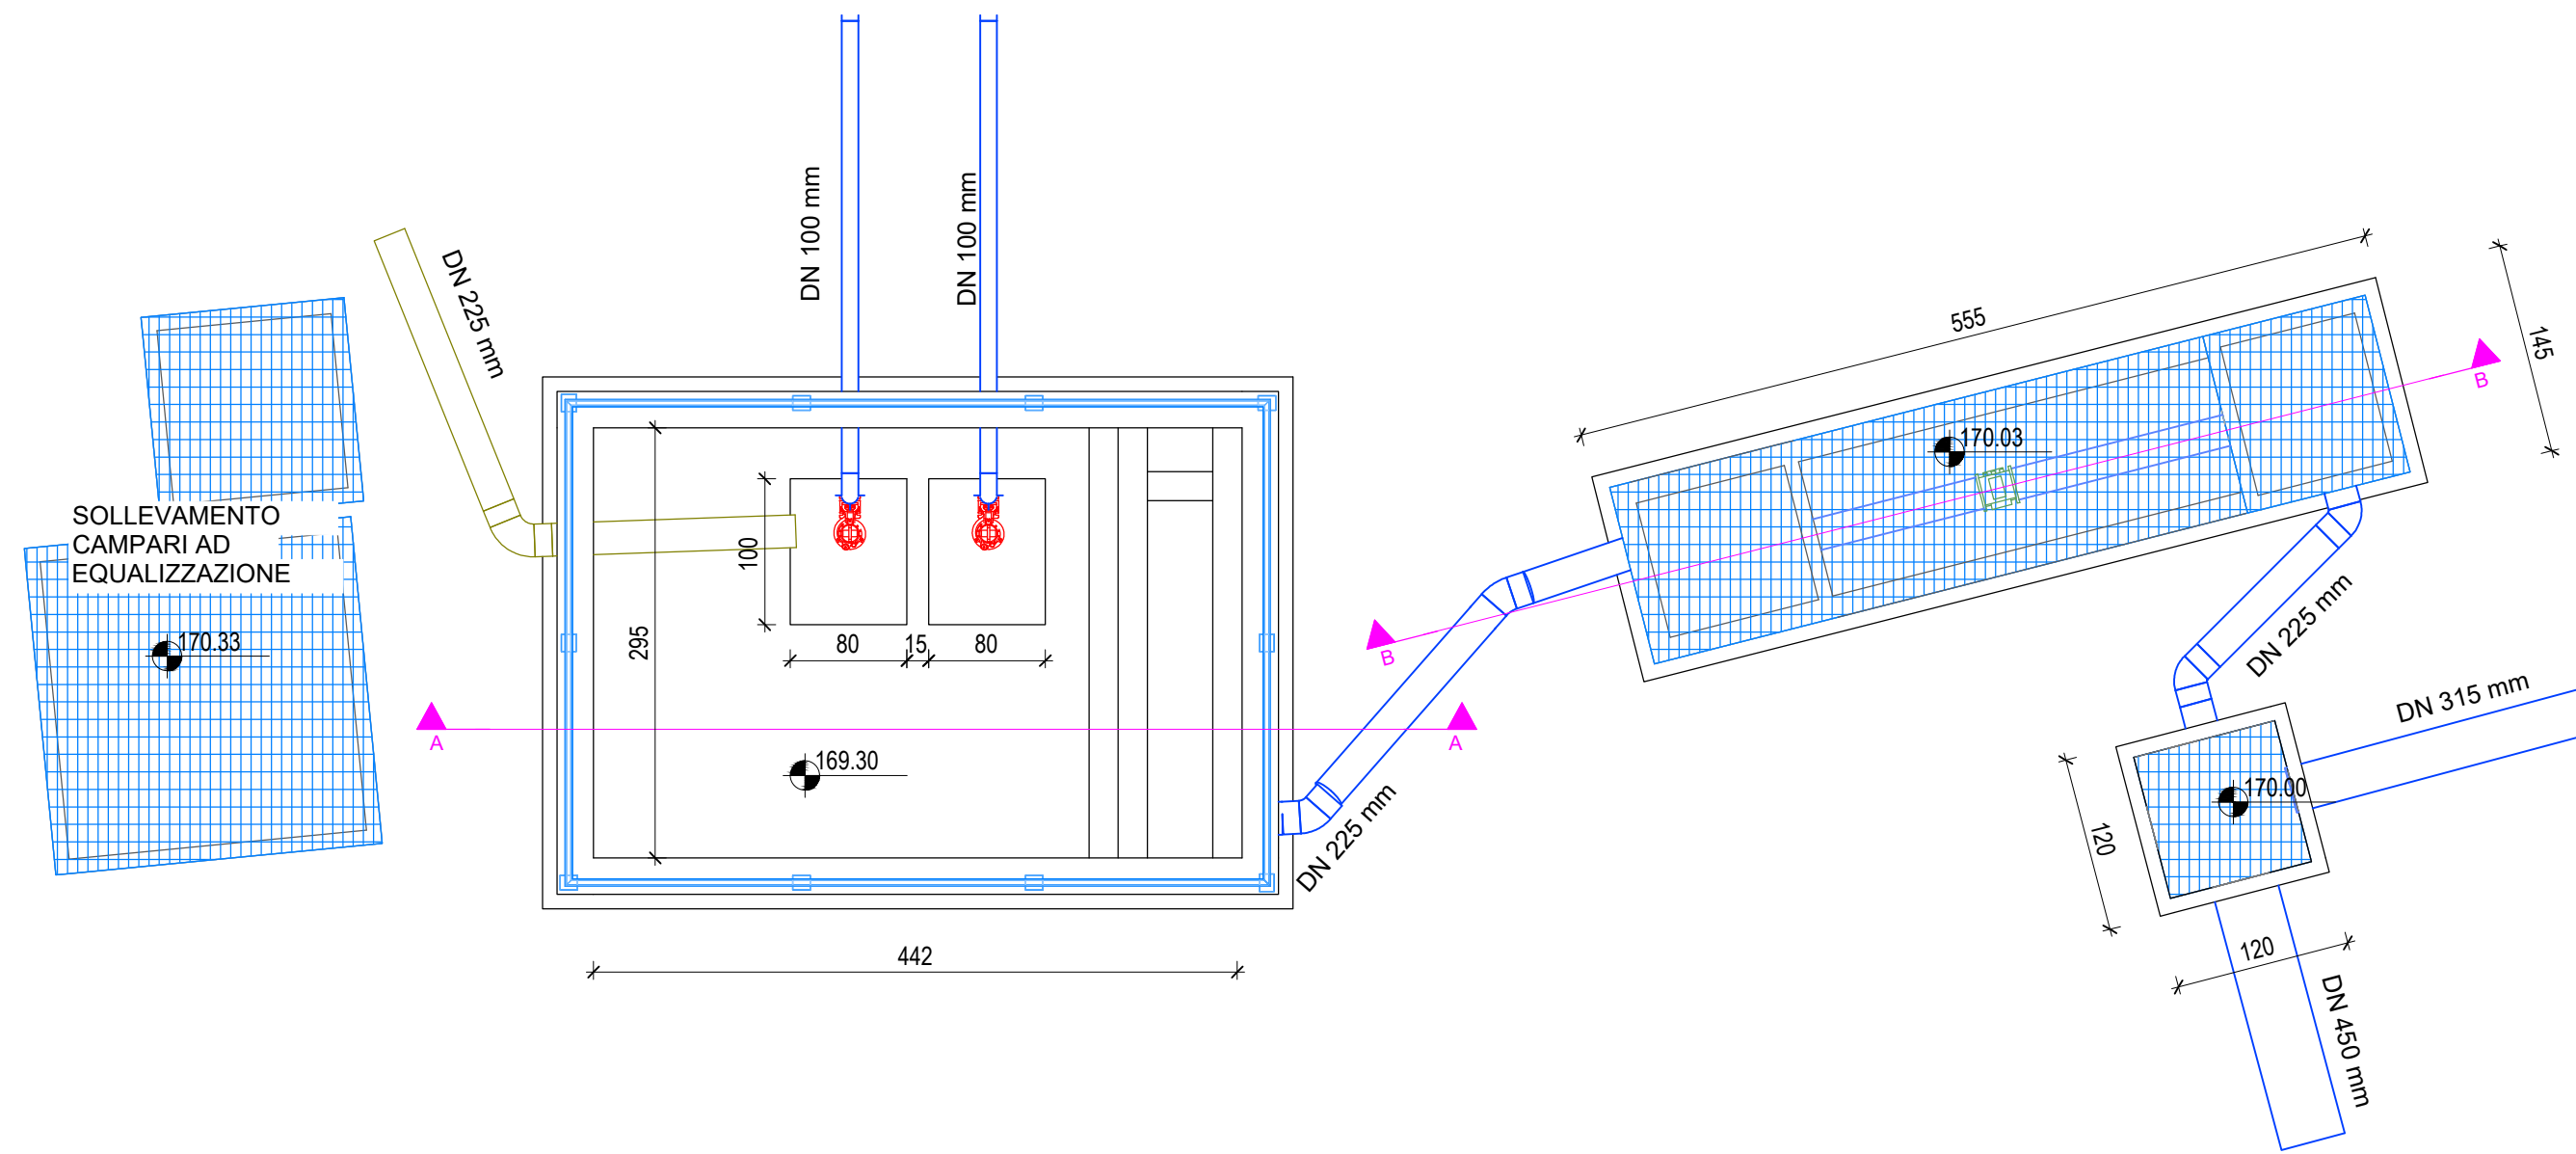 DN 100 mm
DN 100 mm
DN 225 mm
555
145
B
170.03
SOLLEVAMENTO
CAMPARI AD
EQUALIZZAZIONE
170.33
100
295
80
15
80
B
A
A
169.30
DN 225 mm
DN 225 mm
DN 315 mm
170.00
120
120
442
DN 450 mm